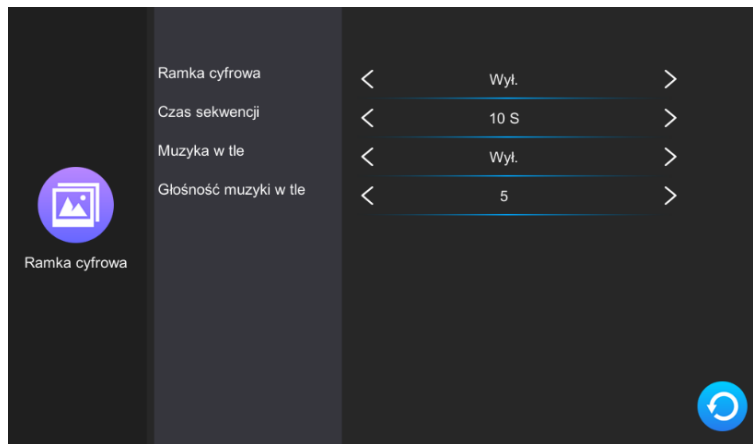 Ramka cyfrowa
Wył.
Czas sekwencji
10 S
Muzyka w tle
Wył.
Głośność muzyki w tle
5
Ramka cyfrowa